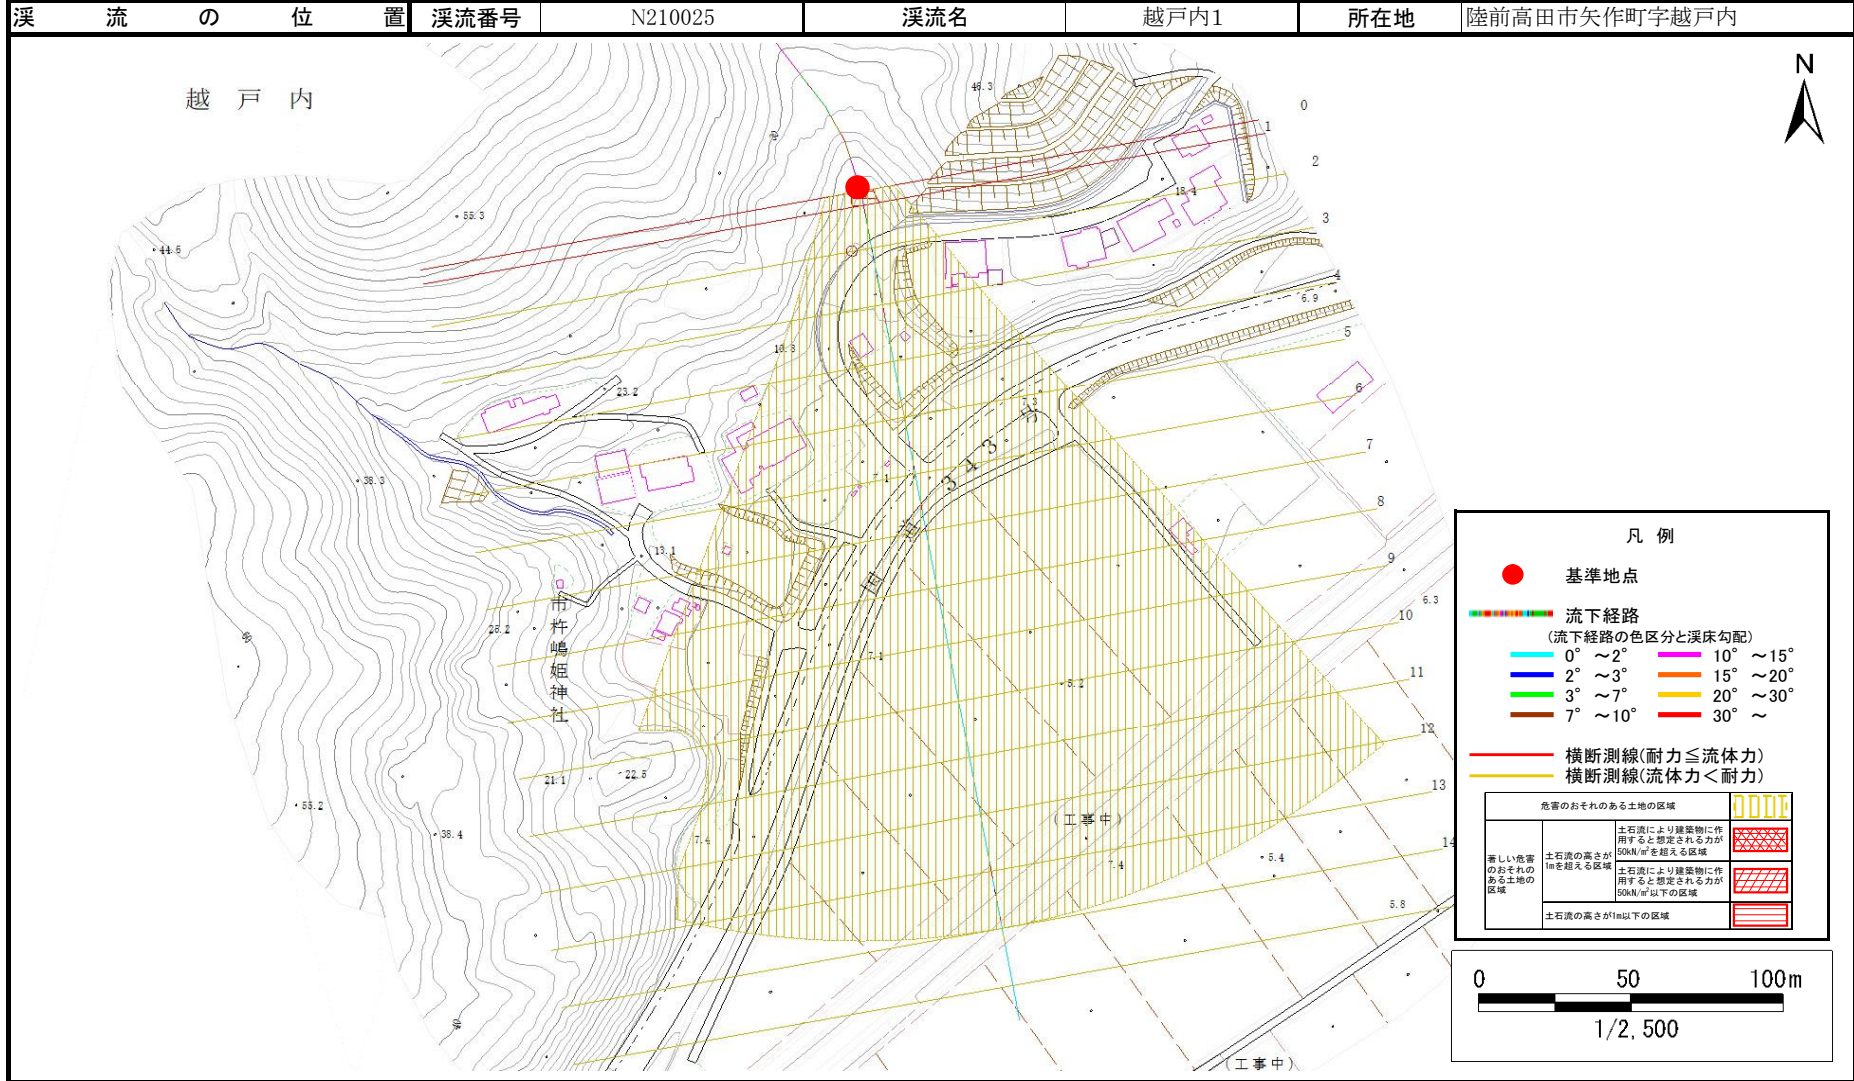 渓流の位置 渓流番号 N210025 渓流名 越戸内1 所在地 陸前高田市矢作町字越戸内
越戸内
N
46.3
0
1
2
3
4
5
6
7
8
9
10
11
12
13
14
60
55.3
44.6
18.4
6.9
10.3
23.2
7.3
7.1
38.3
国道343号
13.1
6.3
市杵嶋姫神社
25.2
60
7.1
5.2
21.1
22.5
55.2
38.4
(工事中)
7.4
7.4
5.4
5.8
(工事中)
凡例
基準地点
流下経路
(流下経路の色区分と渓床勾配)
0° ~2°
10° ~15°
2° ~3°
15° ~20°
3° ~7°
20° ~30°
7° ~10°
30° ~
横断測線(耐力≦流体力)
横断測線(流体力<耐力)
危害のおそれのある土地の区域
著しい危害
のおそれの
ある土地の
区域
土石流の高さが
1mを超える区域
土石流により建築物に作
用すると想定される力が
50kN/㎡を超える区域
土石流により建築物に作
用すると想定される力が
50kN/㎡以下の区域
土石流の高さが1m以下の区域
0 50 100m
1/2,500